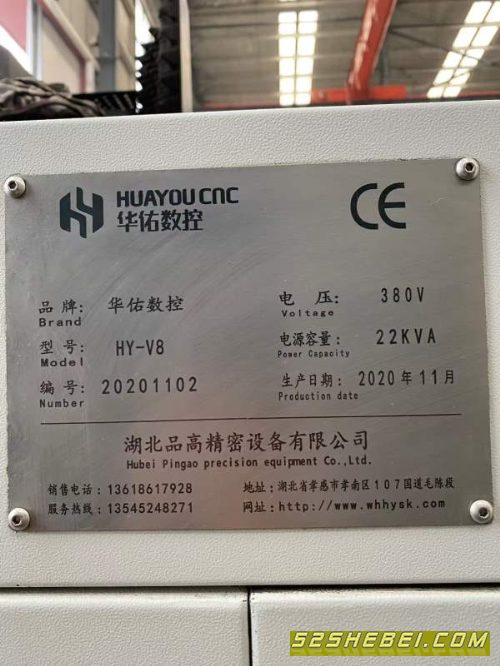 HUAYOU CNC
华佑数控
CE
品牌: 华佑数控
Brand
电压: 380V
Voltage
型号: HY-V8
Model
电源容量: 22KVA
Power Capacity
编号: 20201102
Number
生产日期: 2020年11月
Production date
湖北品高精密设备有限公司
Hubei Pingao precision equipment Co.,Ltd.
销售电话: 13618617928
地址: 湖北省孝感市孝南区107国道毛陈段
服务热线: 13545248271
网址: http://www.whhysk.com
52SHEBEI.COM